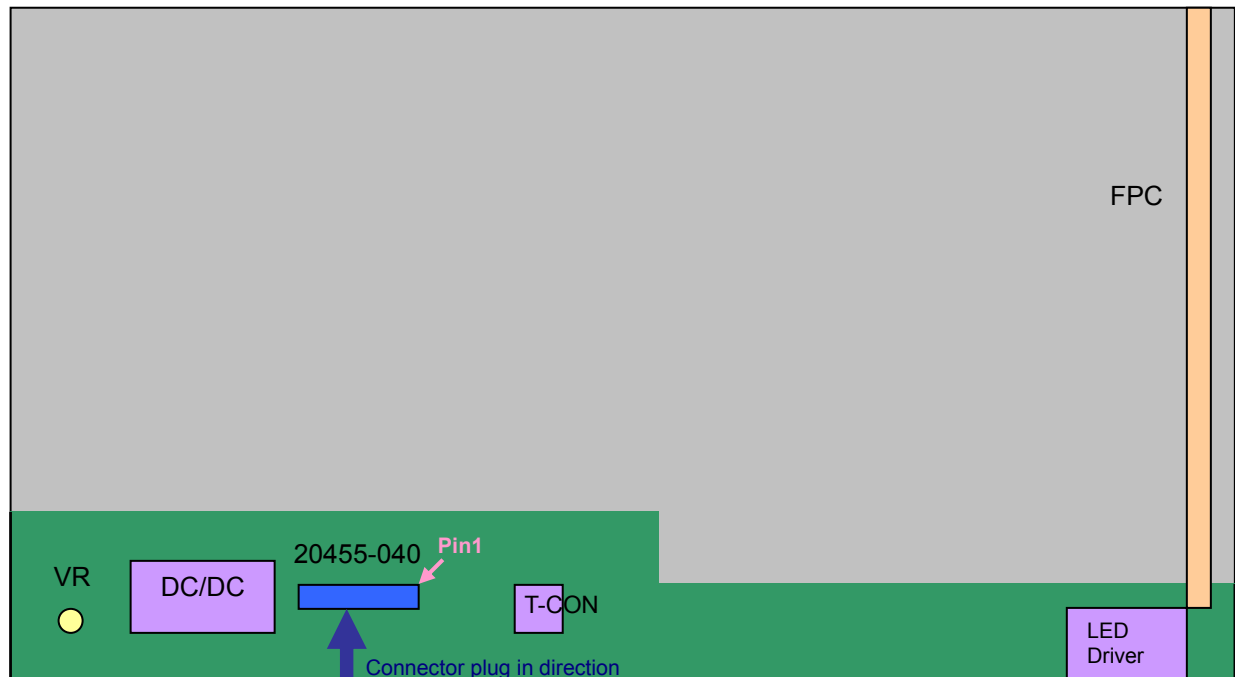 FPC
20455-040
Pin1
VR
DC/DC
T-CON
LED
Driver
Connector plug in direction